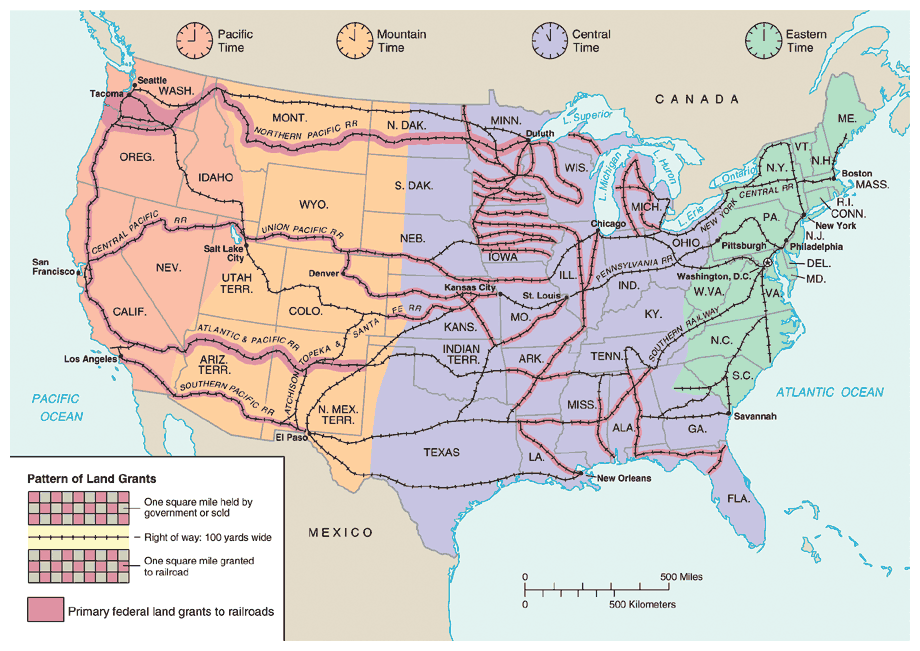 Pacific
Time
Mountain
Time
Central
Time
Eastern
Time
CANADA
Seattle
Tacoma
WASH.
MONT.
NORTHERN PACIFIC RR
N. DAK.
MINN.
Duluth
L. Superior
ME.
OREG.
IDAHO
S. DAK.
WIS.
L. Michigan
L. Huron
MICH.
Ontario
L. Erie
N.Y.
VT.
N.H.
Boston
MASS.
R.I.
CONN.
New York
NEW YORK CENTRAL RR
WYO.
CENTRAL PACIFIC
RR
UNION PACIFIC RR
NEB.
IOWA
Chicago
OHIO
PA.
Pittsburgh
N.J.
Philadelphia
DEL.
MD.
Washington, D.C.
San
Francisco
NEV.
Salt Lake
City
UTAH
TERR.
Denver
COLO.
Kansas City
St. Louis
ILL.
IND.
PENNSYLVANIA RR
W.VA.
VA.
CALIF.
KANS.
MO.
KY.
SOUTHERN RAILWAY
ATLANTIC & PACIFIC RR
ATCHISON TOPEKA & SANTA FE RR
Los Angeles
ARIZ.
TERR.
SOUTHERN PACIFIC RR
N. MEX.
TERR.
INDIAN
TERR.
ARK.
TENN.
N.C.
S.C.
PACIFIC
OCEAN
ATLANTIC OCEAN
El Paso
TEXAS
LA.
MISS.
ALA.
GA.
Savannah
New Orleans
FLA.
MEXICO
Pattern of Land Grants
One square mile held by
government or sold
Right of way: 100 yards wide
One square mile granted
to railroad
Primary federal land grants to railroads
0
500 Miles
0
500 Kilometers